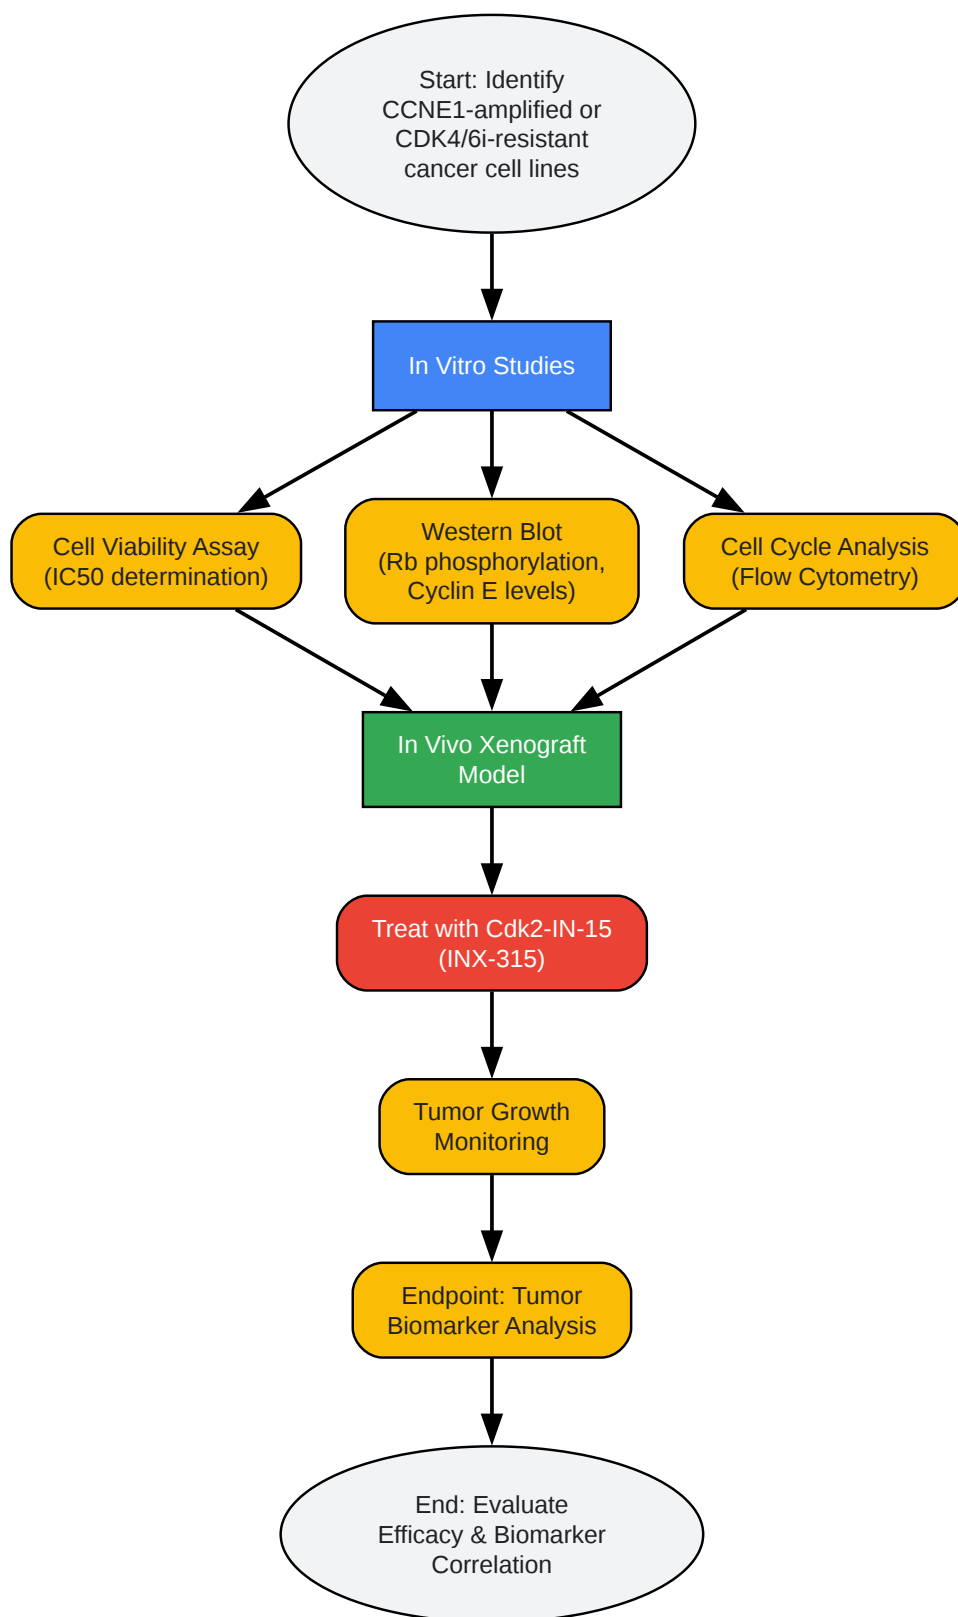 Start: Identify
CCNE1-amplified or
CDK4/6i-resistant
cancer cell lines
In Vitro Studies
Cell Viability Assay
(IC50 determination)
Western Blot
(Rb phosphorylation,
Cyclin E levels)
Cell Cycle Analysis
(Flow Cytometry)
In Vivo Xenograft
Model
Treat with Cdk2-IN-15
(INX-315)
Tumor Growth
Monitoring
Endpoint: Tumor
Biomarker Analysis
End: Evaluate
Efficacy & Biomarker
Correlation